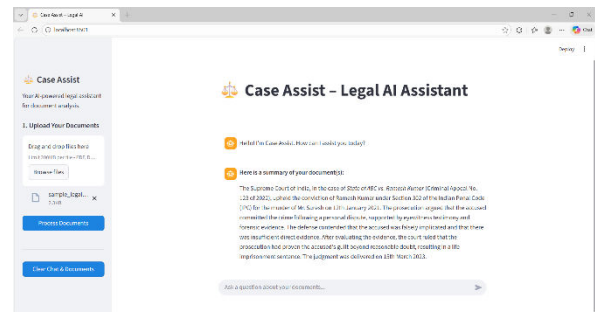 Case Assist – Legal AI
localhost:8501
Chat
Deploy
Case Assist
Your AI-powered legal assistant
for document analysis.
1. Upload Your Documents
Drag and drop files here
Browse files
sample_legal...
Process Documents
Clear Chat & Documents
Case Assist – Legal AI Assistant
Hello! I'm Case Assist. How can I assist you today?
Here is a summary of your document(s):
The Supreme Court of India, in the case of State of ABC vs. Ramesh Kumar (Criminal Appeal No.
123 of 2022), upheld the conviction of Ramesh Kumar under Section 302 of the Indian Penal Code
(IPC) for the murder of Mr. Suresh on 12th January 2021. The prosecution argued that the accused
committed the crime following a personal dispute, supported by eyewitness testimony and
forensic evidence. The defense contended that the accused was falsely implicated and that there
was insufficient direct evidence. After evaluating the evidence, the court ruled that the
prosecution had proven the accused's guilt beyond reasonable doubt, resulting in a life
imprisonment sentence. The judgment was delivered on 15th March 2023.
Ask a question about your documents...